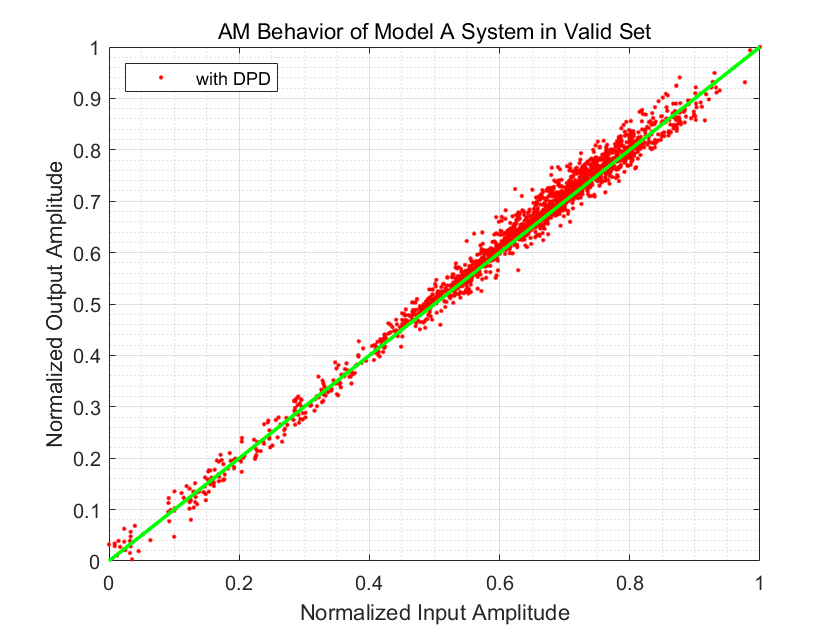 AM Behavior of Model A System in Valid Set
with DPD
1
0.9
0.8
0.7
0.6
0.5
0.4
0.3
0.2
0.1
0
0 0.2 0.4 0.6 0.8 1
Normalized Output Amplitude
Normalized Input Amplitude